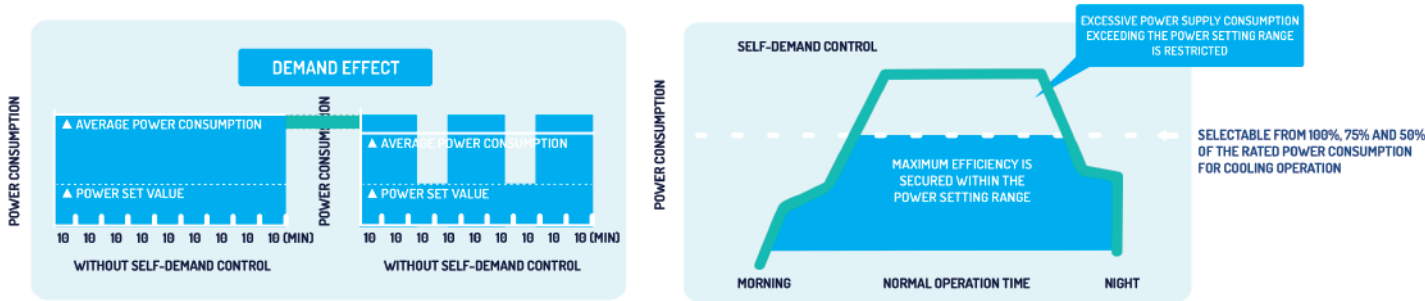 DEMAND EFFECT
POWER CONSUMPTION
▲ AVERAGE POWER CONSUMPTION
▲ POWER SET VALUE
10 10 10 10 10 10 10 10 10 (MIN)
WITHOUT SELF-DEMAND CONTROL
POWER CONSUMPTION
▲ AVERAGE POWER CONSUMPTION
▲ POWER SET VALUE
10 10 10 10 10 10 10 10 10 (MIN)
WITHOUT SELF-DEMAND CONTROL
POWER CONSUMPTION
SELF-DEMAND CONTROL
EXCESSIVE POWER SUPPLY CONSUMPTION
EXCEEDING THE POWER SETTING RANGE
IS RESTRICTED
SELECTABLE FROM 100%, 75% AND 50%
OF THE RATED POWER CONSUMPTION
FOR COOLING OPERATION
MAXIMUM EFFICIENCY IS
SECURED WITHIN THE
POWER SETTING RANGE
MORNING NORMAL OPERATION TIME NIGHT